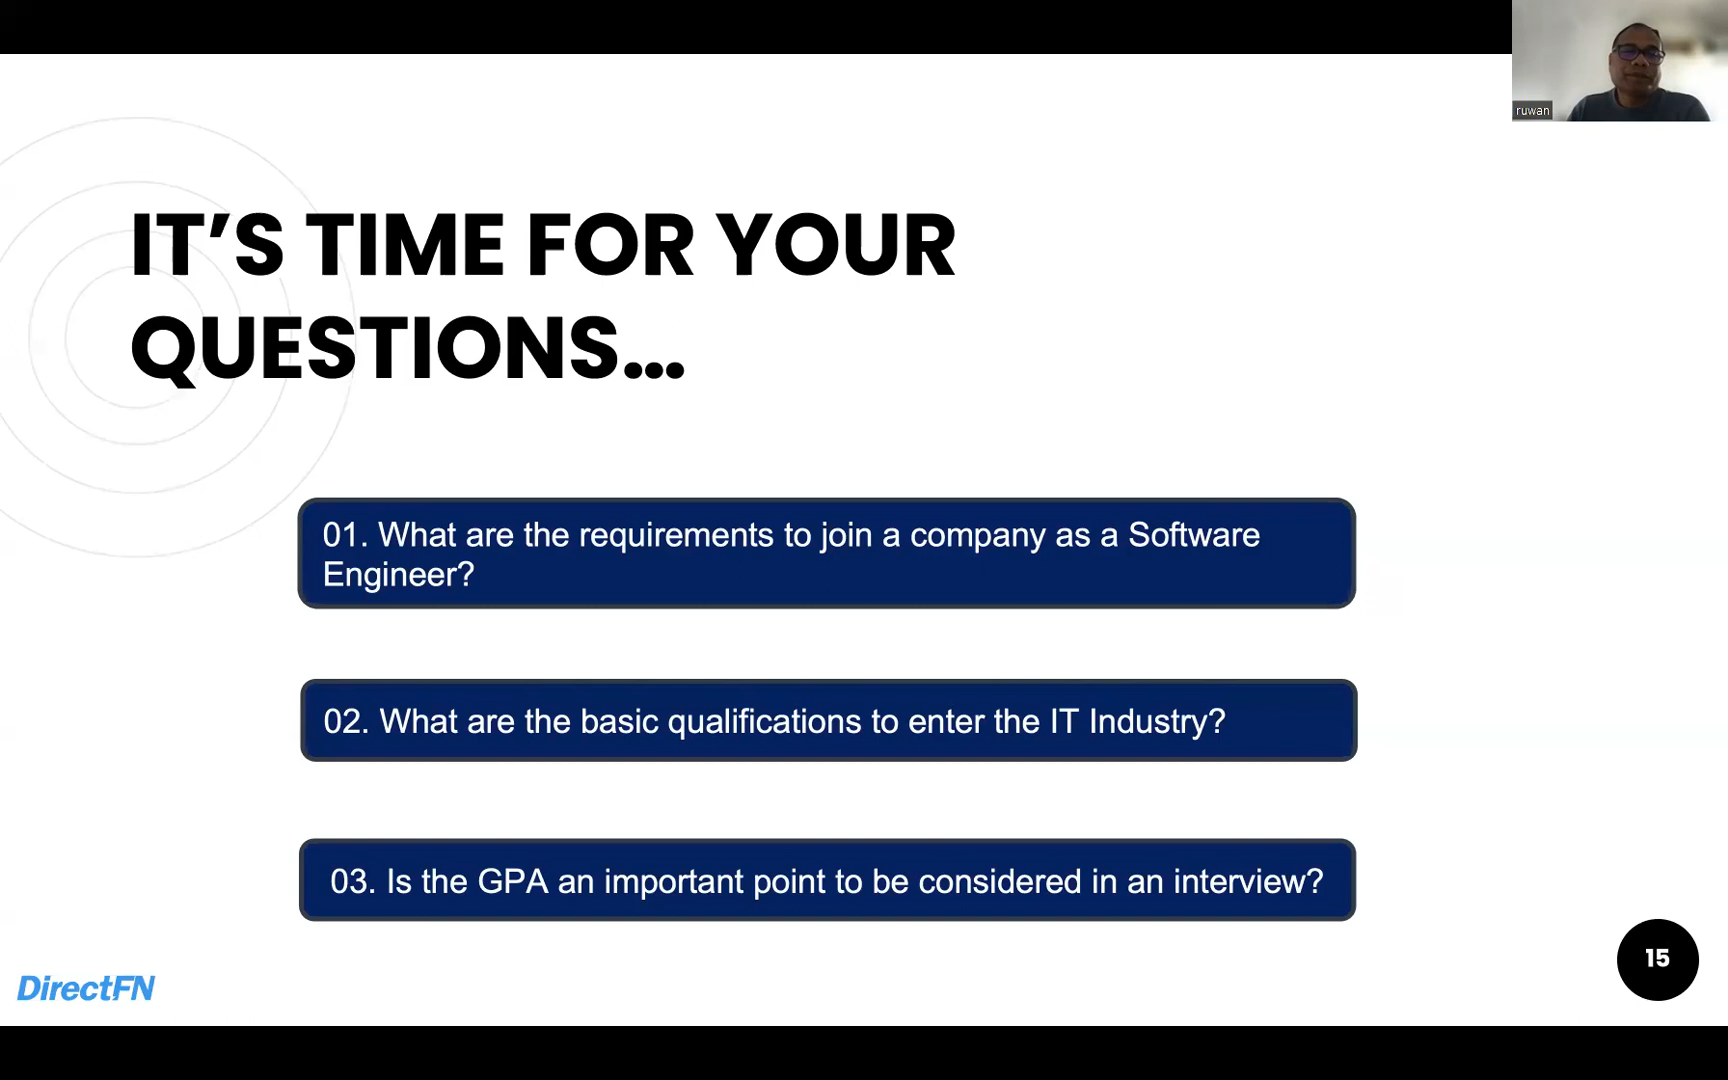 ruwan
IT’S TIME FOR YOUR
QUESTIONS...
01. What are the requirements to join a company as a Software
Engineer?
02. What are the basic qualifications to enter the IT Industry?
03. Is the GPA an important point to be considered in an interview?
15
DirectFN